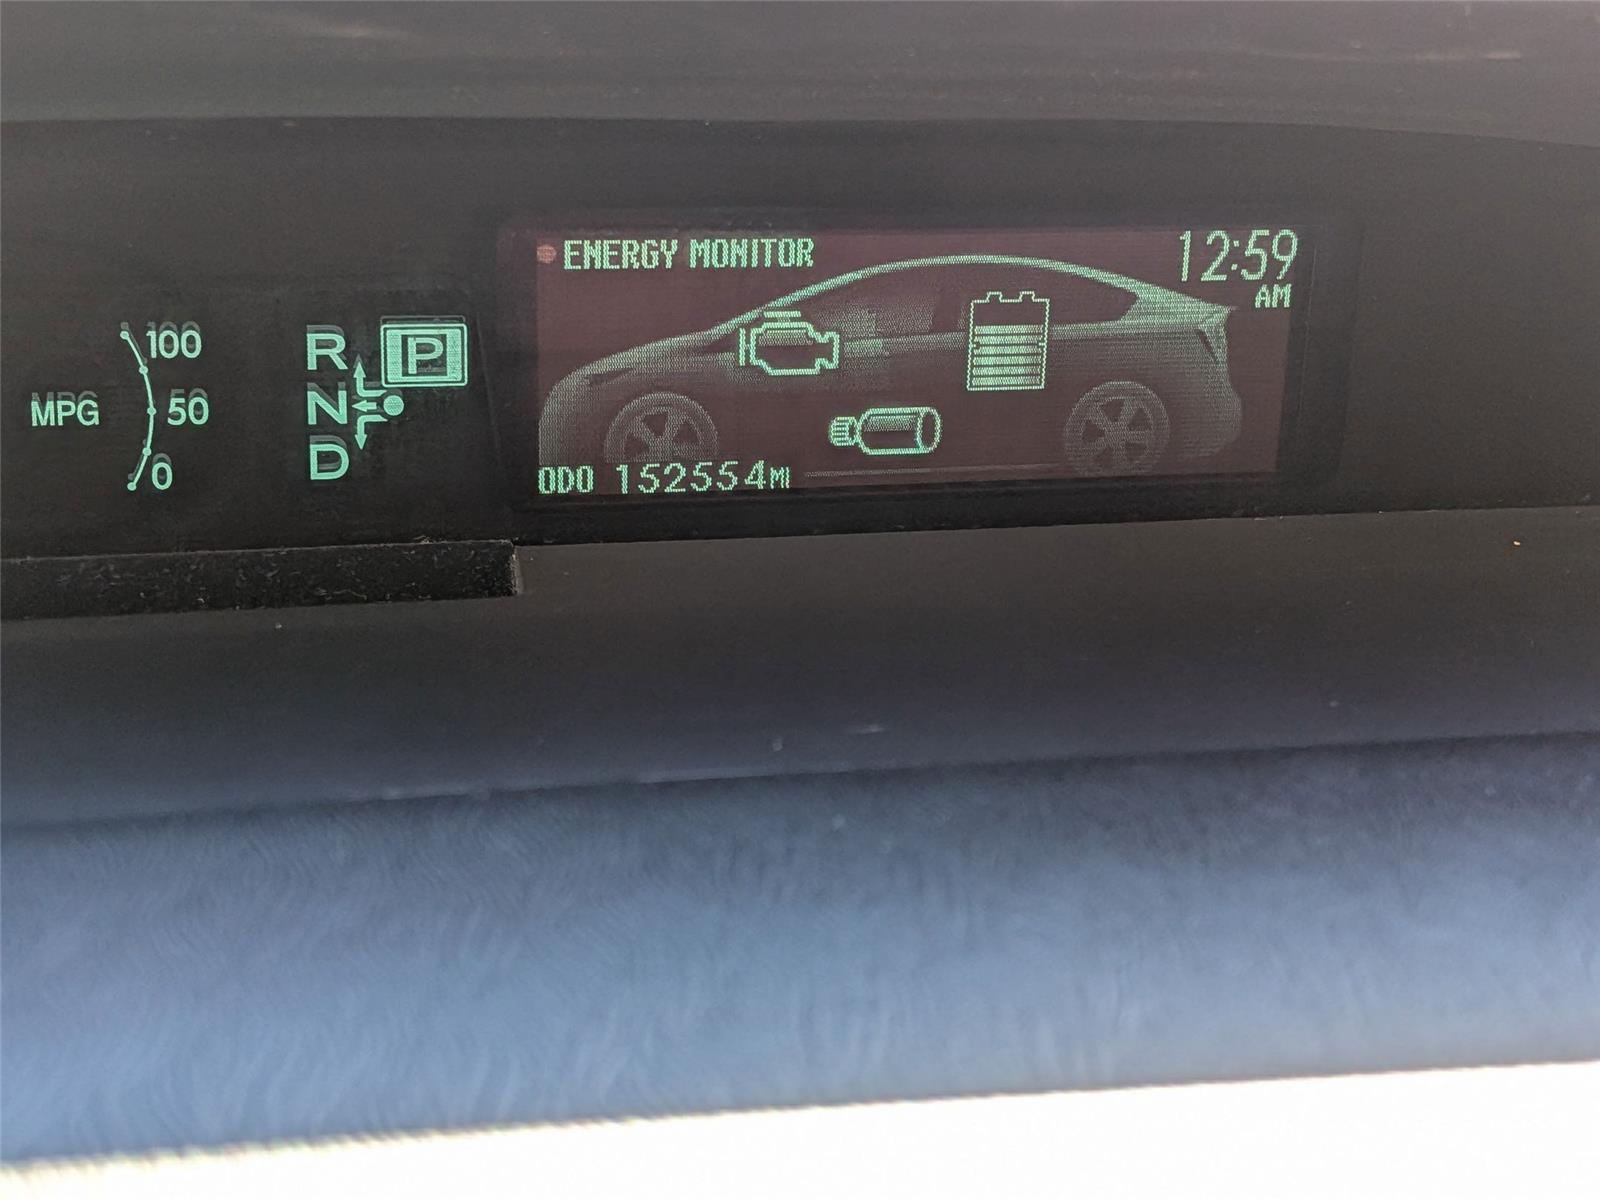 ENERGY MONITOR
12:59
AM
100
MPG
50
0
R
P
N
D
ODO 152554MI